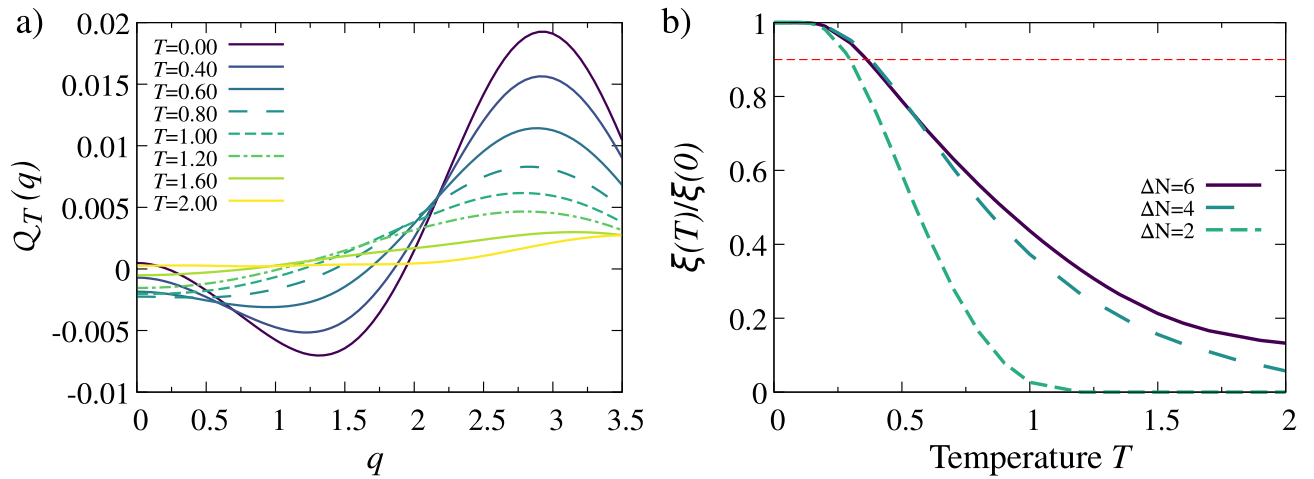 a)
0.02
0.015
0.01
0.005
0
-0.005
-0.01
Q_T (q)
T=0.00
T=0.40
T=0.60
T=0.80
T=1.00
T=1.20
T=1.60
T=2.00
0 0.5 1 1.5 2 2.5 3 3.5
q
b)
1
0.8
0.6
0.4
0.2
0
ξ(T)/ξ(0)
ΔN=6
ΔN=4
ΔN=2
0 0.5 1 1.5 2
Temperature T